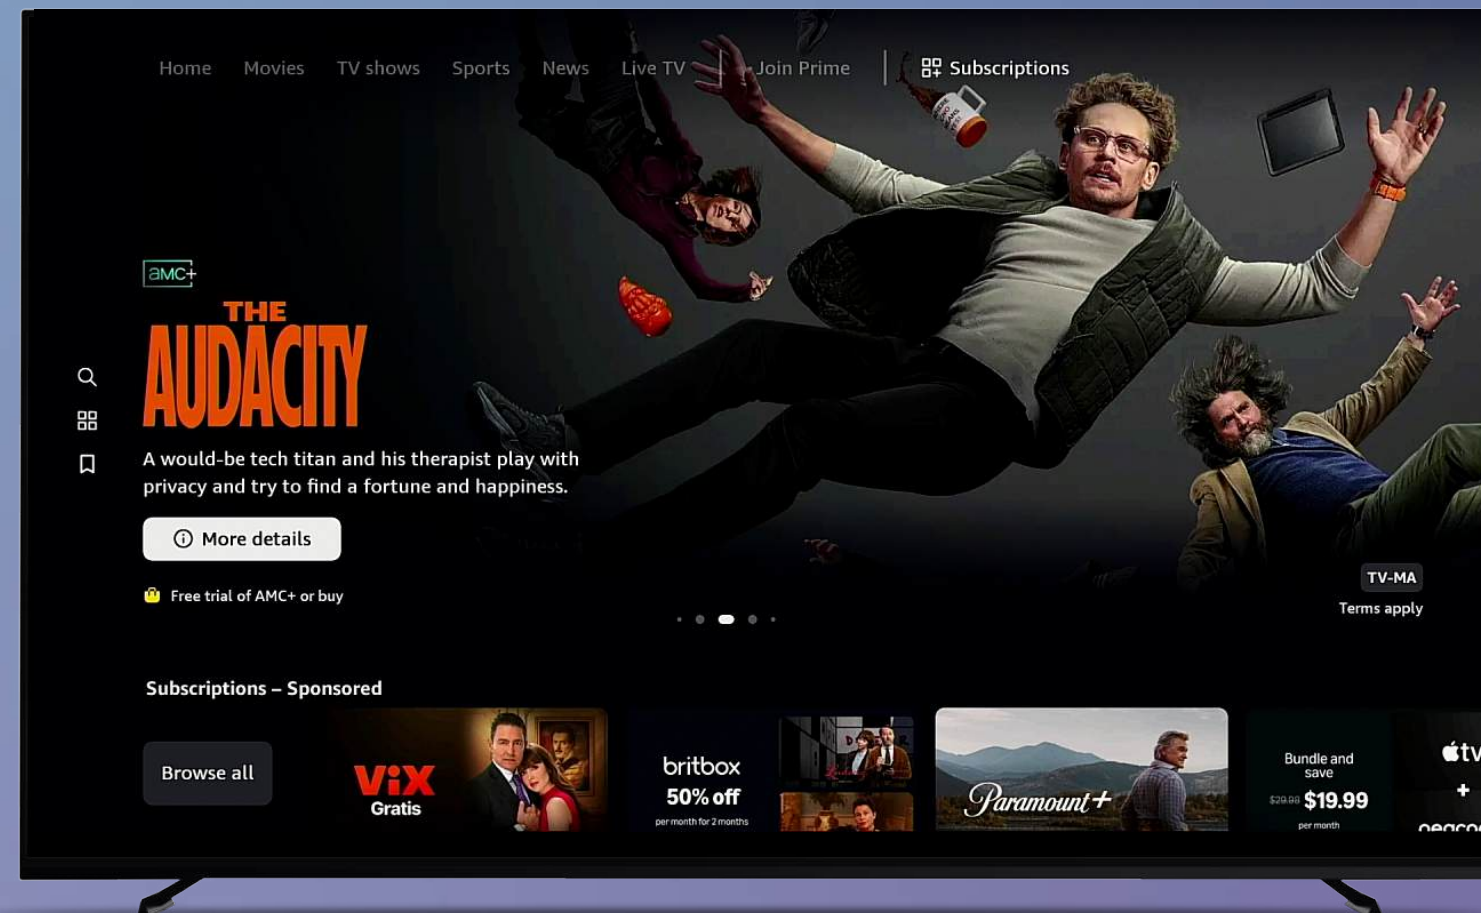 Home Movies TV shows Sports News Live TV Join Prime Subscriptions
aMC+
THE
AUDACITY
A would-be tech titan and his therapist play with
privacy and try to find a fortune and happiness.
More details
Free trial of AMC+ or buy
TV-MA
Terms apply
Subscriptions – Sponsored
Browse all
ViX
Gratis
britbox
50% off
per month for 2 months
Paramount+
Bundle and
save
$29.98 $19.99
per month
tv
+